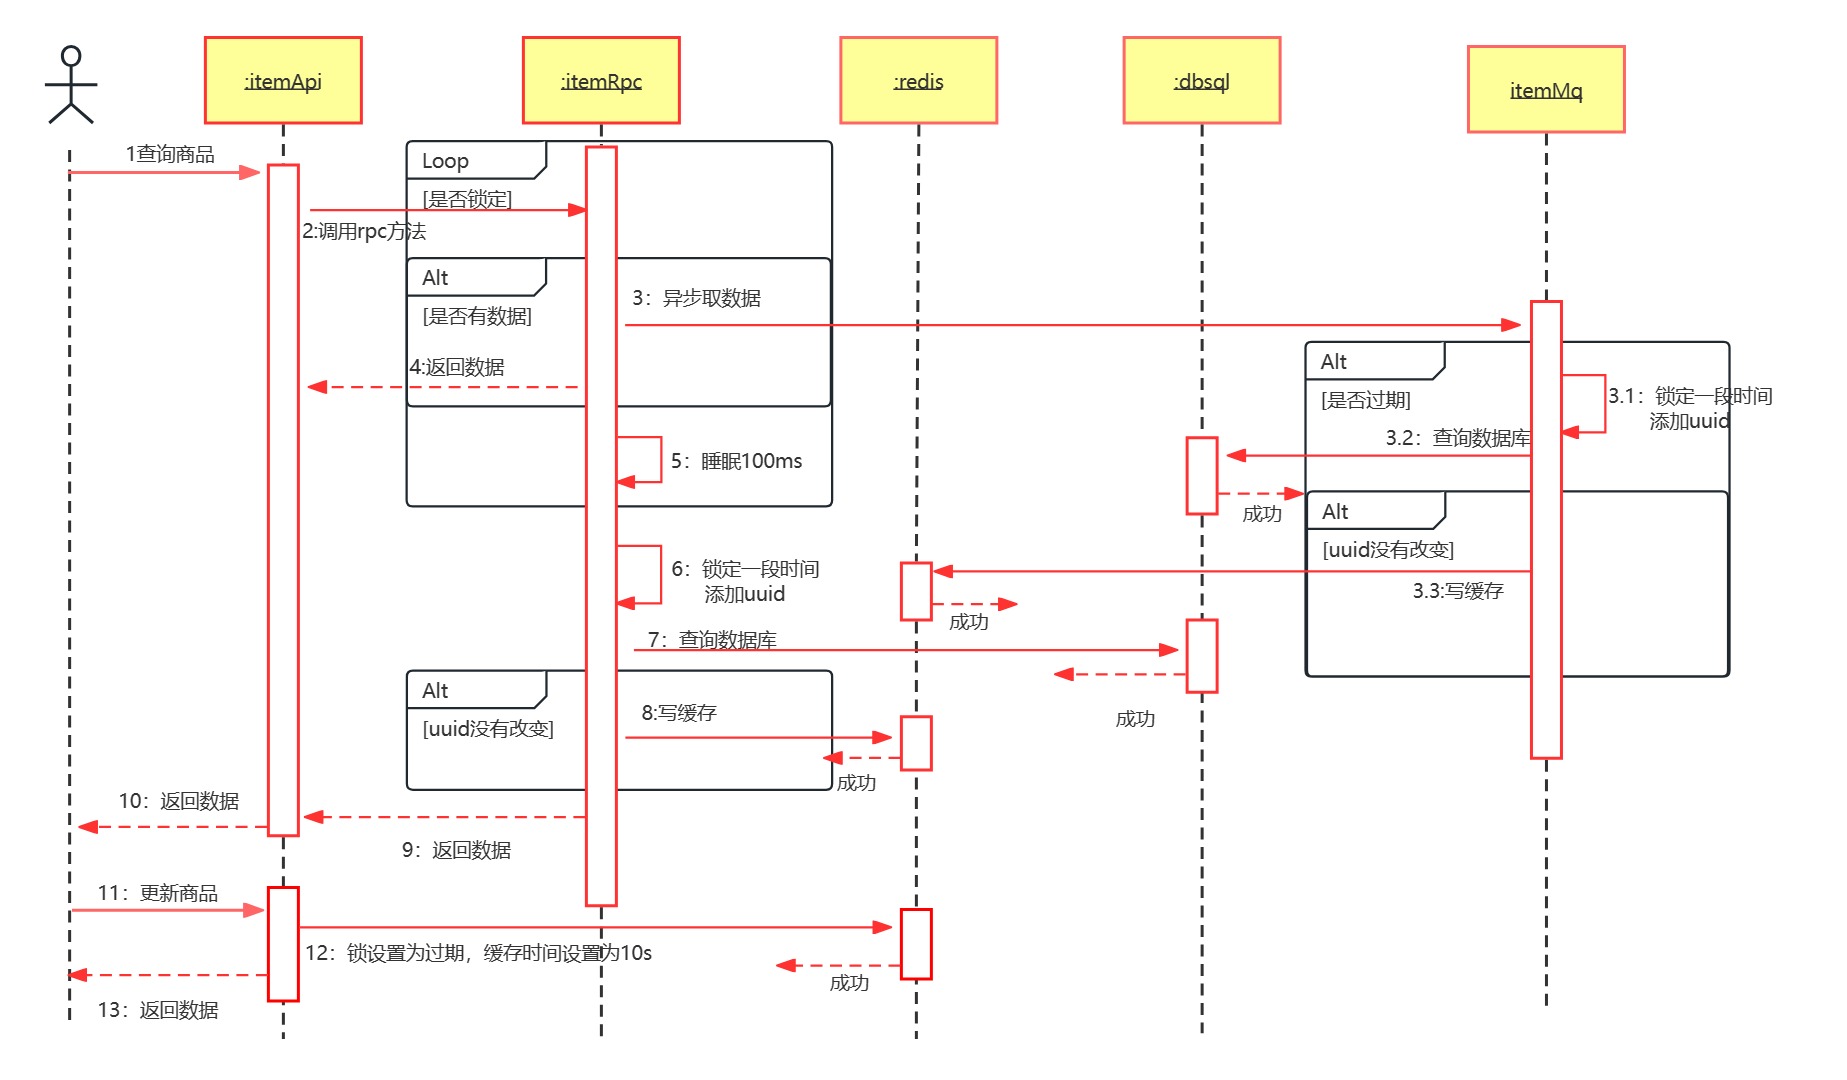 :itemApi
:itemRpc
:redis
:dbsql
itemMq
1查询商品
Loop
[是否锁定]
2:调用rpc方法
Alt
[是否有数据]
3：异步取数据
4:返回数据
Alt
[是否过期]
3.1：锁定一段时间
添加uuid
3.2：查询数据库
5：睡眠100ms
成功
Alt
[uuid没有改变]
6：锁定一段时间
添加uuid
3.3:写缓存
成功
7：查询数据库
Alt
[uuid没有改变]
8:写缓存
成功
成功
10：返回数据
9：返回数据
11：更新商品
12：锁设置为过期，缓存时间设置为10s
成功
13：返回数据